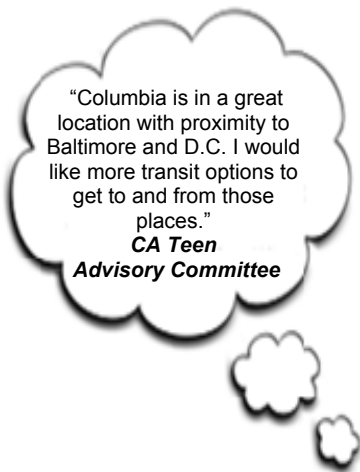 “Columbia is in a great
location with proximity to
Baltimore and D.C. I would
like more transit options to
get to and from those
places.”
CA Teen
Advisory Committee